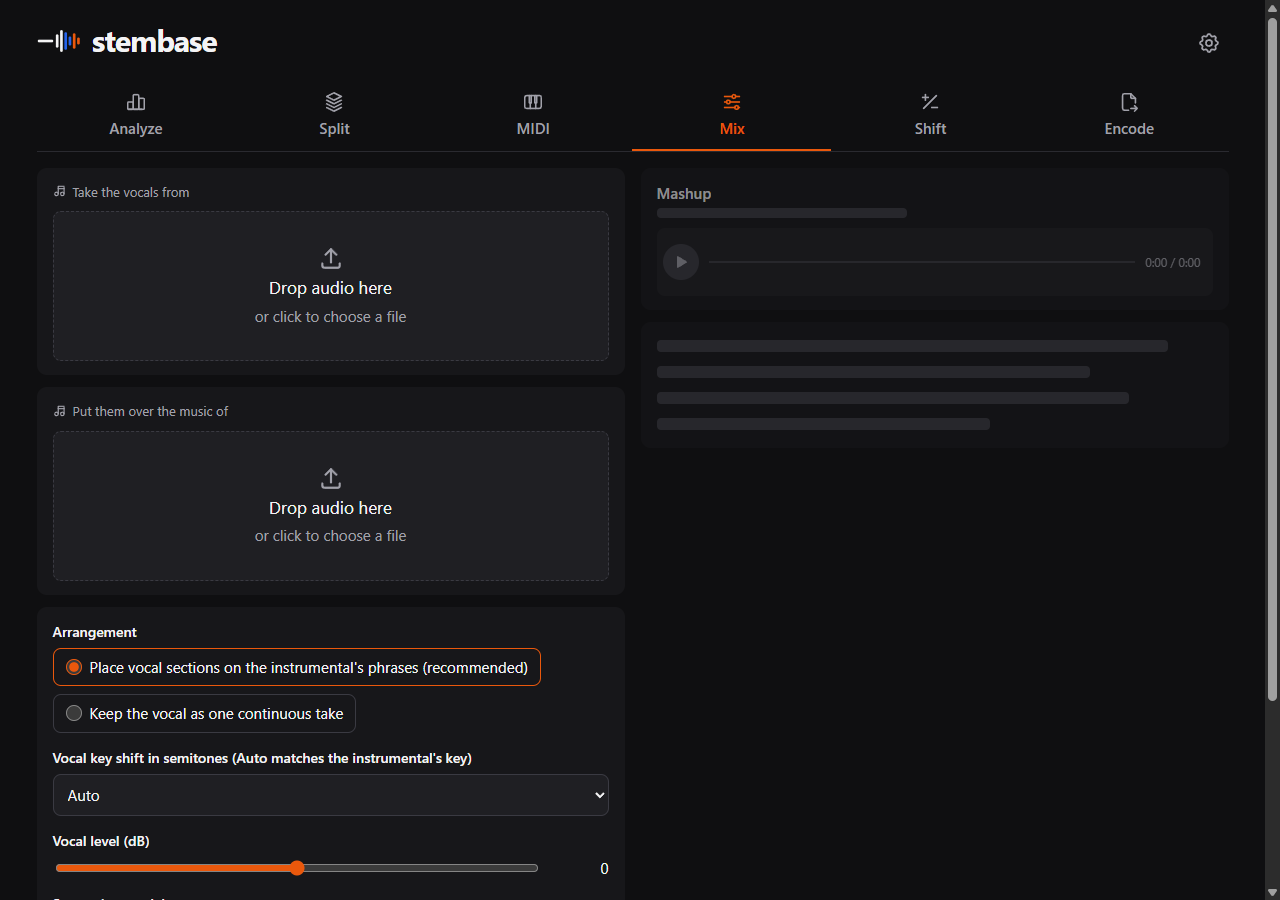 stembase
Analyze
Split
MIDI
Mix
Shift
Encode
Take the vocals from
Drop audio here
or click to choose a file
Put them over the music of
Drop audio here
or click to choose a file
Arrangement
Place vocal sections on the instrumental's phrases (recommended)
Keep the vocal as one continuous take
Vocal key shift in semitones (Auto matches the instrumental's key)
Auto
Vocal level (dB)
0
Mashup
0:00 / 0:00